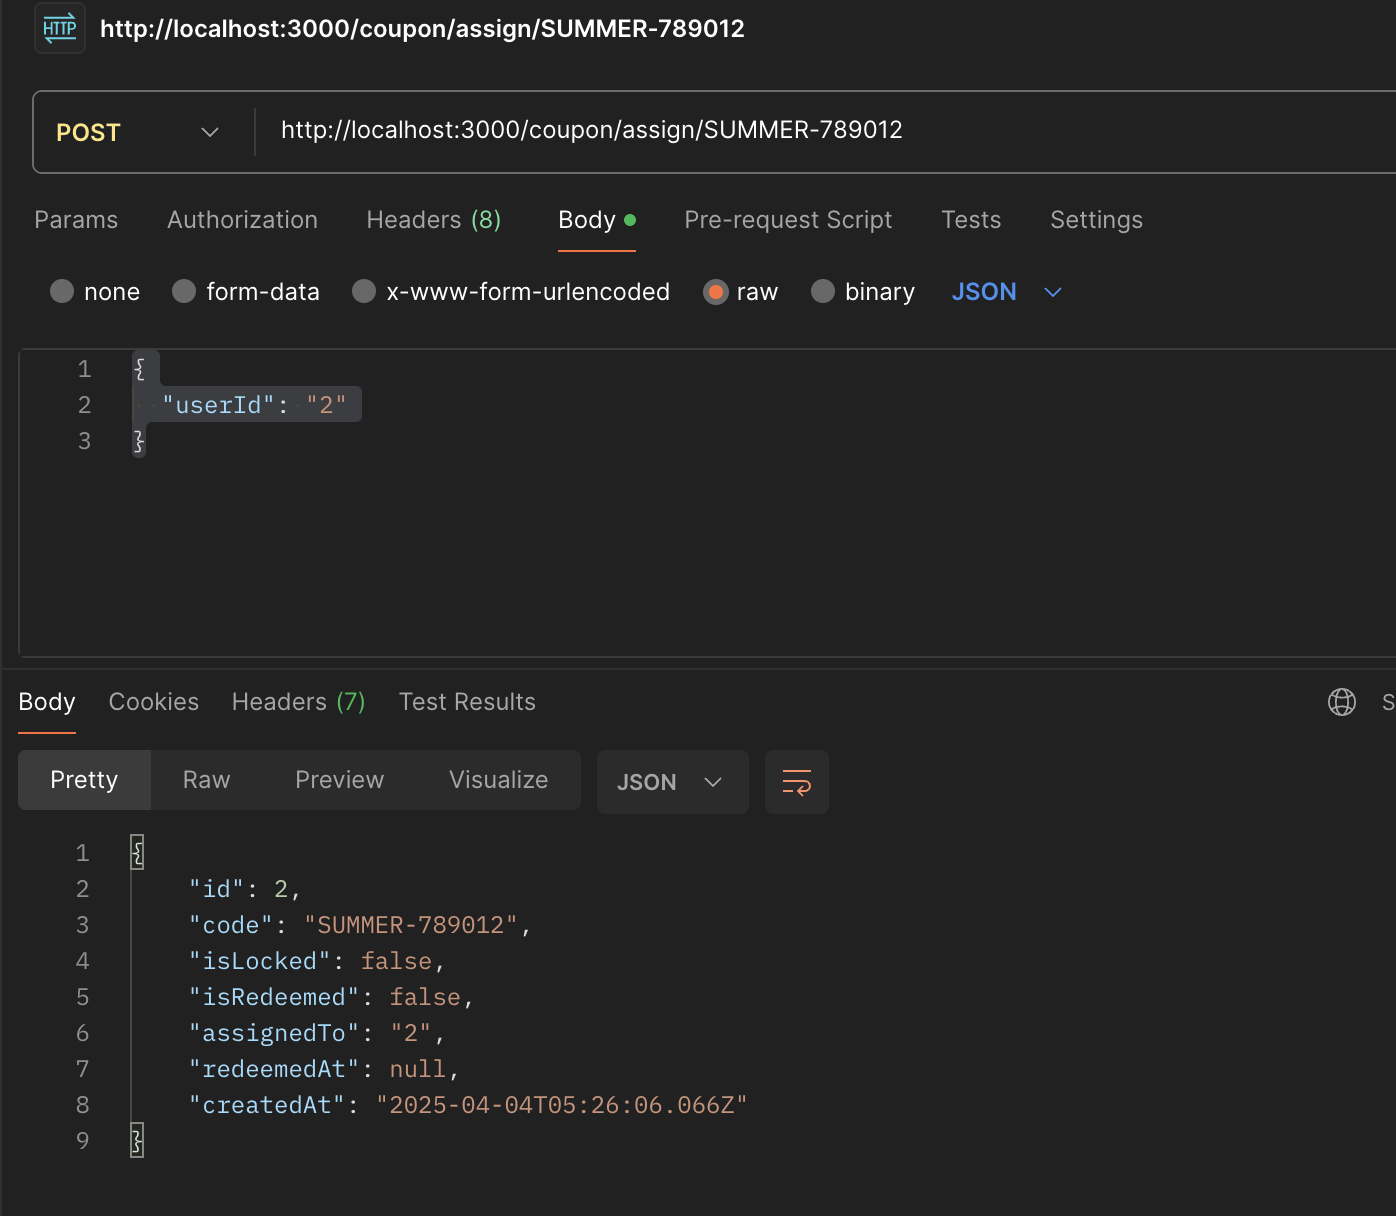 HTTP http://localhost:3000/coupon/assign/SUMMER-789012
POST http://localhost:3000/coupon/assign/SUMMER-789012
Params Authorization Headers (8) Body Pre-request Script Tests Settings
none form-data x-www-form-urlencoded raw binary JSON
1 {
2 "userId": "2"
3 }
Body Cookies Headers (7) Test Results S
Pretty Raw Preview Visualize JSON
1 {
2 "id": 2,
3 "code": "SUMMER-789012",
4 "isLocked": false,
5 "isRedeemed": false,
6 "assignedTo": "2",
7 "redeemedAt": null,
8 "createdAt": "2025-04-04T05:26:06.066Z"
9 }